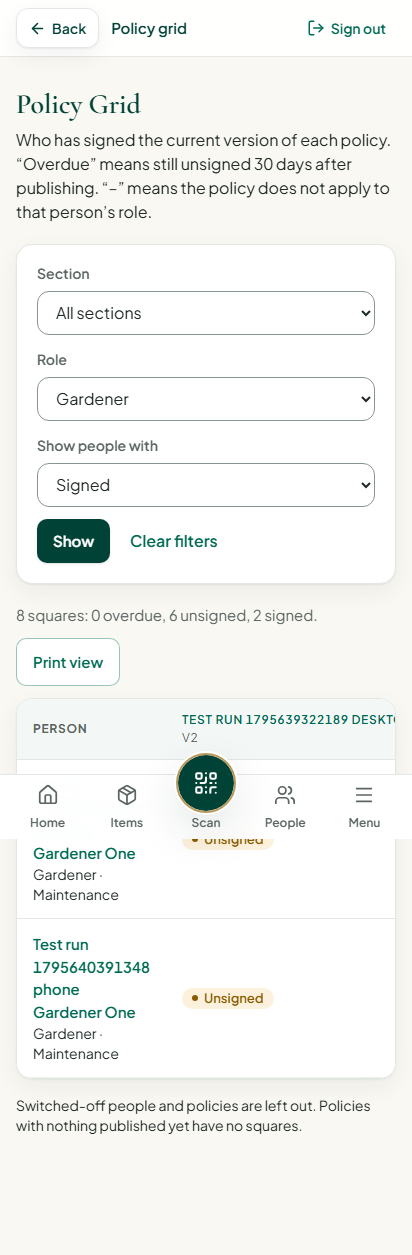 Back
Policy grid
Sign out
Policy Grid
Who has signed the current version of each policy.
“Overdue” means still unsigned 30 days after
publishing. “–” means the policy does not apply to
that person’s role.
Section
All sections
Role
Gardener
Show people with
Signed
Show
Clear filters
8 squares: 0 overdue, 6 unsigned, 2 signed.
Print view
PERSON
TEST RUN 1795639322189
V2
Home
Items
Scan
People
Menu
Unsigned
Gardener One
Gardener ·
Maintenance
Test run
1795640391348
phone
Gardener One
Gardener ·
Maintenance
Unsigned
Switched-off people and policies are left out. Policies
with nothing published yet have no squares.